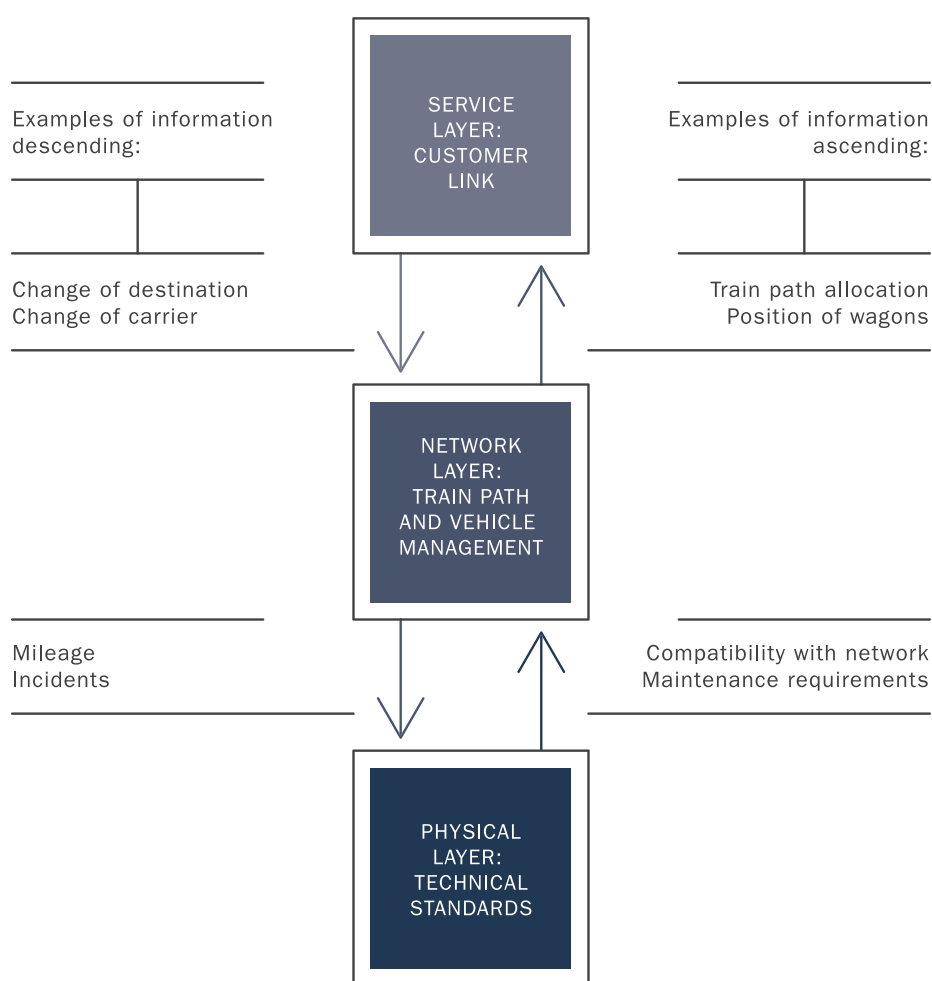 SERVICE
LAYER:
CUSTOMER
LINK
Examples of information
descending:
Examples of information
ascending:
Change of destination
Change of carrier
Train path allocation
Position of wagons
NETWORK
LAYER:
TRAIN PATH
AND VEHICLE
MANAGEMENT
Mileage
Incidents
Compatibility with network
Maintenance requirements
PHYSICAL
LAYER:
TECHNICAL
STANDARDS